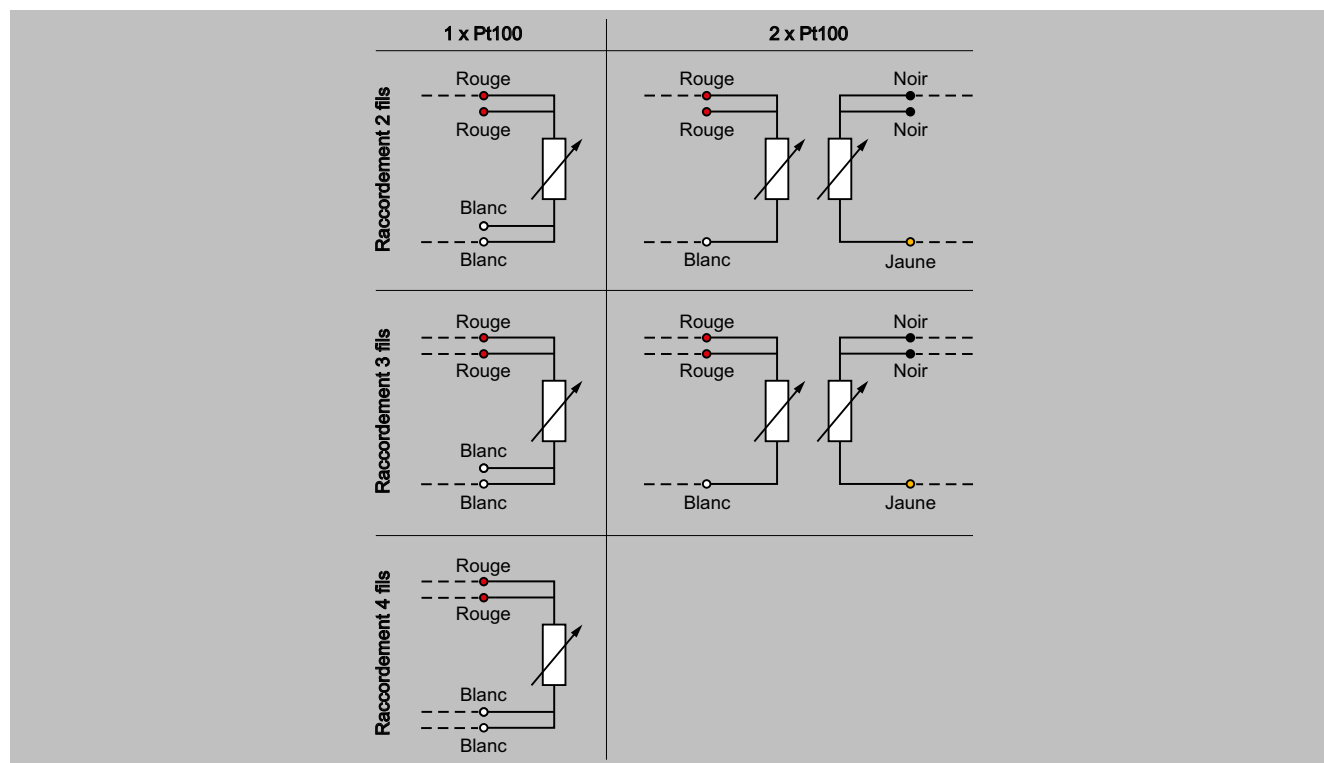 1 x Pt100
2 x Pt100
Raccordement 2 fils
Rouge
Rouge
Blanc
Blanc
Rouge
Rouge
Blanc
Noir
Noir
Jaune
Raccordement 3 fils
Rouge
Rouge
Blanc
Blanc
Rouge
Rouge
Blanc
Noir
Noir
Jaune
Raccordement 4 fils
Rouge
Rouge
Blanc
Blanc